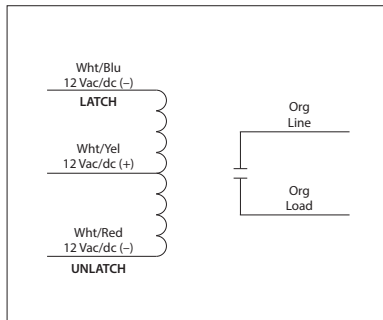 Wht/Blu
12 Vac/dc (–)
LATCH
Wht/Yel
12 Vac/dc (+)
Wht/Red
12 Vac/dc (–)
UNLATCH
Org
Line
Org
Load